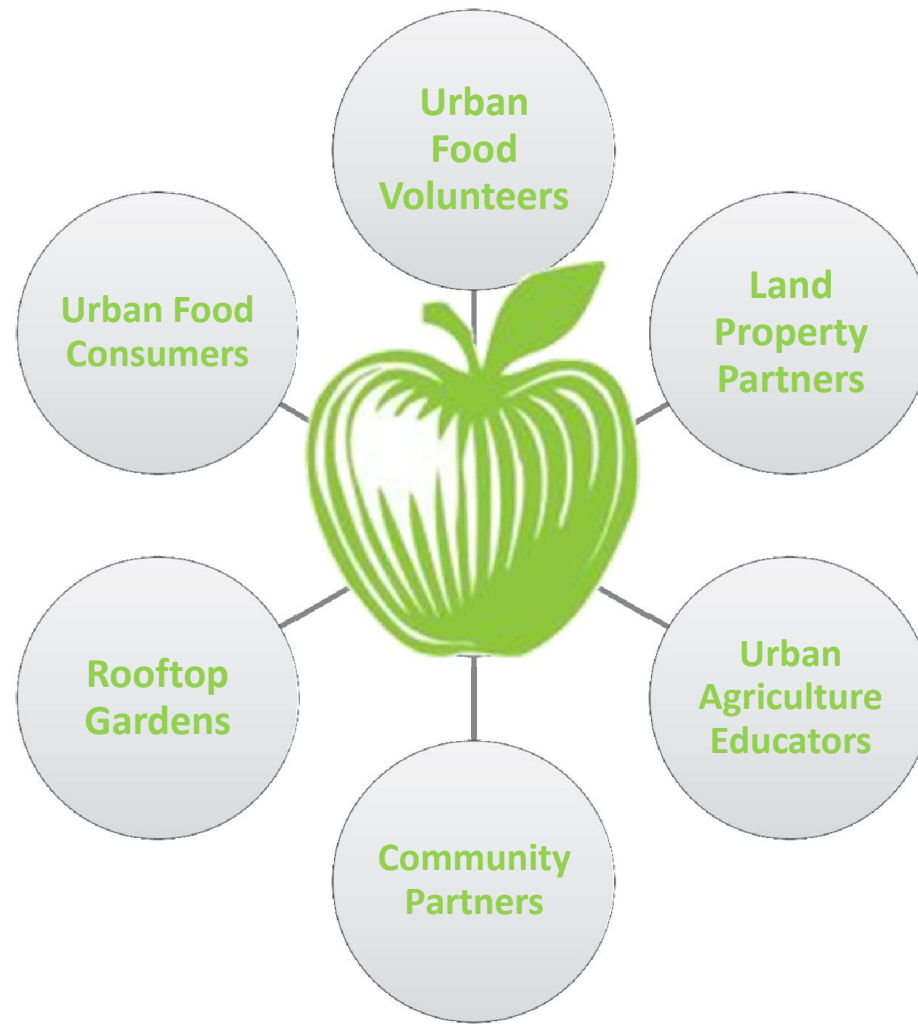 Urban
Food
Volunteers
Land
Property
Partners
Urban
Agriculture
Educators
Community
Partners
Rooftop
Gardens
Urban Food
Consumers